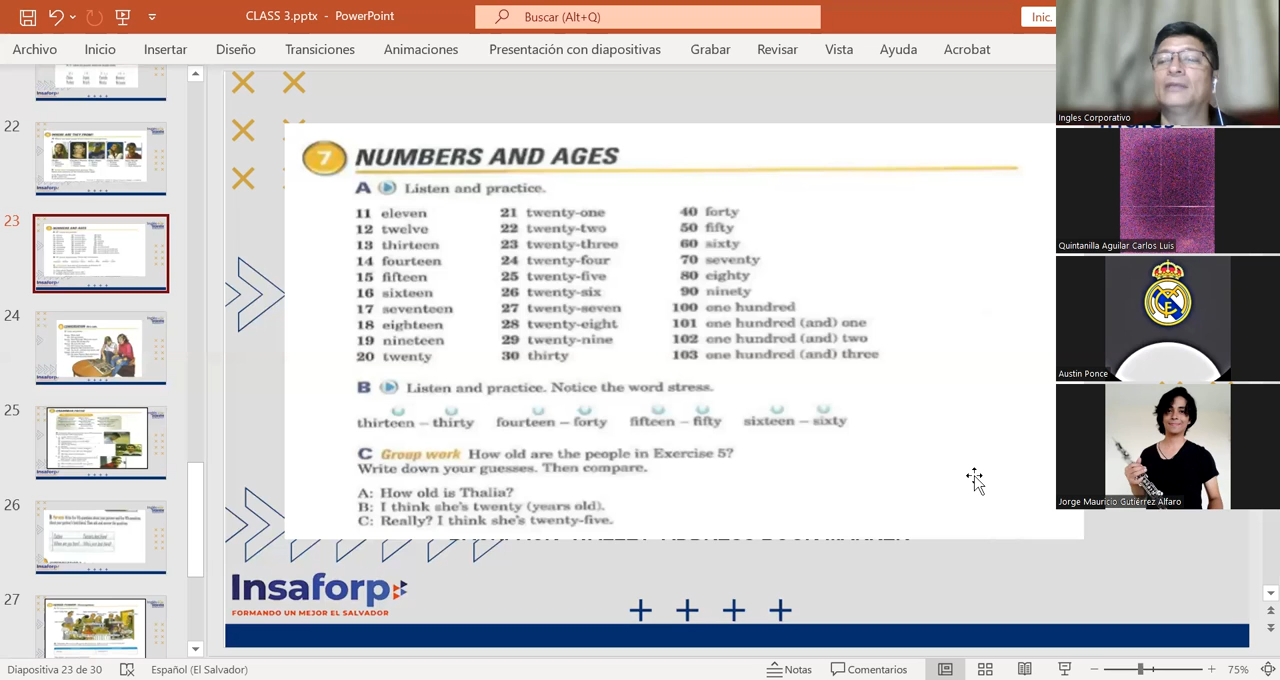 CLASS 3.pptx - PowerPoint
Buscar (Alt+Q)
Inic.
Archivo Inicio Insertar Diseño Transiciones Animaciones Presentación con diapositivas Grabar Revisar Vista Ayuda Acrobat
22
23
24
25
26
27
7 NUMBERS AND AGES
A Listen and practice.
11 eleven 21 twenty-one 40 forty
12 twelve 22 twenty-two 50 fifty
13 thirteen 23 twenty-three 60 sixty
14 fourteen 24 twenty-four 70 seventy
15 fifteen 25 twenty-five 80 eighty
16 sixteen 26 twenty-six 90 ninety
17 seventeen 27 twenty-seven 100 one hundred
18 eighteen 28 twenty-eight 101 one hundred (and) one
19 nineteen 29 twenty-nine 102 one hundred (and) two
20 twenty 30 thirty 103 one hundred (and) three
B Listen and practice. Notice the word stress.
thirteen – thirty fourteen – forty fifteen – fifty sixteen – sixty
C Group work How old are the people in Exercise 5?
Write down your guesses. Then compare.
A: How old is Thalia?
B: I think she's twenty (years old).
C: Really? I think she's twenty-five.
Insaforp
FORMANDO UN MEJOR EL SALVADOR
Ingles Corporativo
Quintanilla Aguilar Carlos Luis
Austin Ponce
Jorge Mauricio Gutiérrez Alfaro
Diapositiva 23 de 30 Español (El Salvador) Notas Comentarios 75%